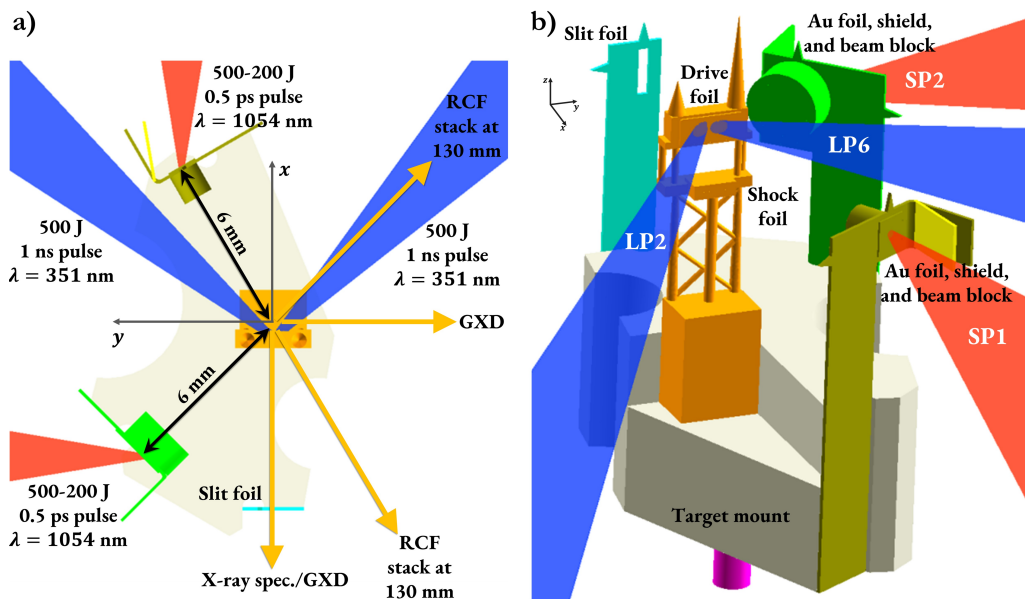 a)
500-200 J
0.5 ps pulse
λ = 1054 nm
RCF
stack at
130 mm
x
6 mm
500 J
1 ns pulse
λ = 351 nm
500 J
1 ns pulse
λ = 351 nm
y
GXD
6 mm
500-200 J
0.5 ps pulse
λ = 1054 nm
Slit foil
RCF
stack at
130 mm
X-ray spec./GXD
b)
Slit foil
Au foil, shield,
and beam block
Drive
foil
SP2
z
y
x
LP6
Shock
foil
LP2
Au foil, shield,
and beam block
SP1
Target mount